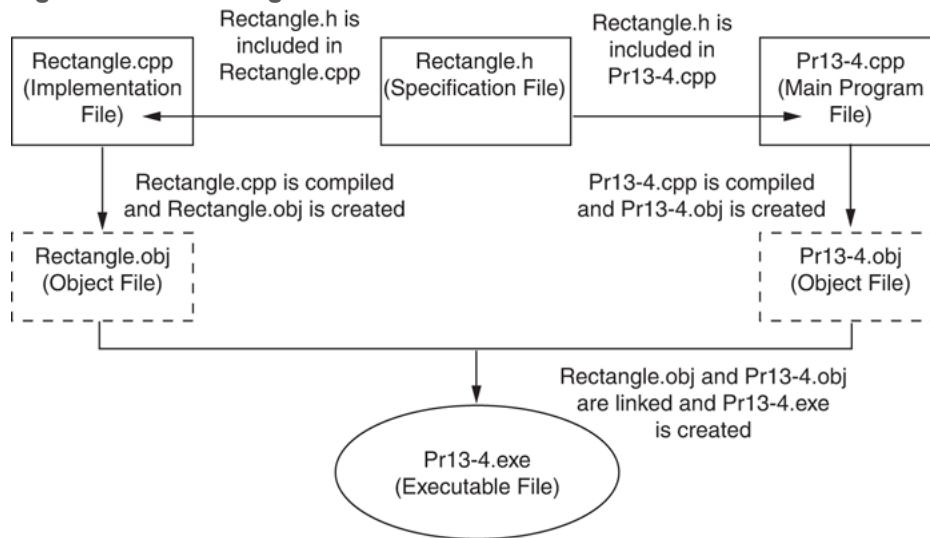 Rectangle.h is
included in
Rectangle.cpp
Rectangle.h is
included in
Pr13-4.cpp
Rectangle.cpp
(Implementation
File)
Rectangle.h
(Specification File)
Pr13-4.cpp
(Main Program
File)
Rectangle.cpp is compiled
and Rectangle.obj is created
Pr13-4.cpp is compiled
and Pr13-4.obj is created
Rectangle.obj
(Object File)
Pr13-4.obj
(Object File)
Rectangle.obj and Pr13-4.obj
are linked and Pr13-4.exe
is created
Pr13-4.exe
(Executable File)